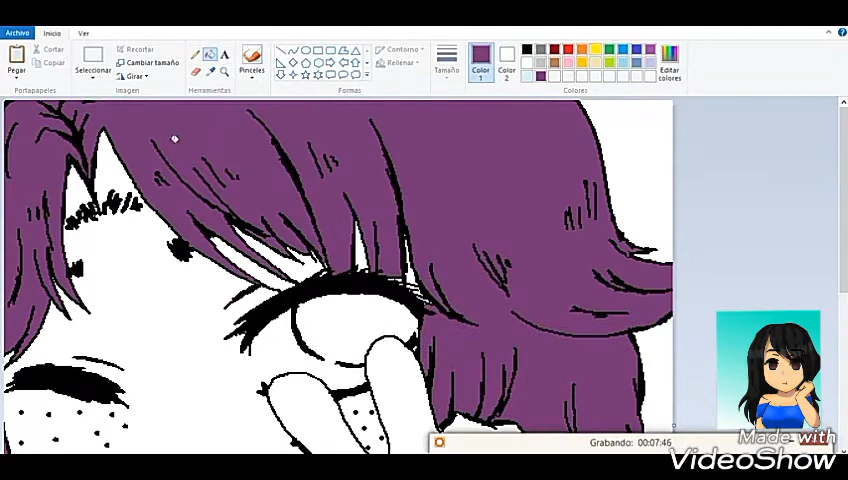 Archivo Inicio Ver
Pegar
Cortar
Copiar
Portapapeles
Seleccionar
Recortar
Cambiar tamaño
Girar
Imagen
A
Herramientas
Pinceles
Contorno
Rellenar
Formas
Tamaño
Color
1
Color
2
Editar
colores
Colores
Grabando: 00:07:46
Made with
VideoShow